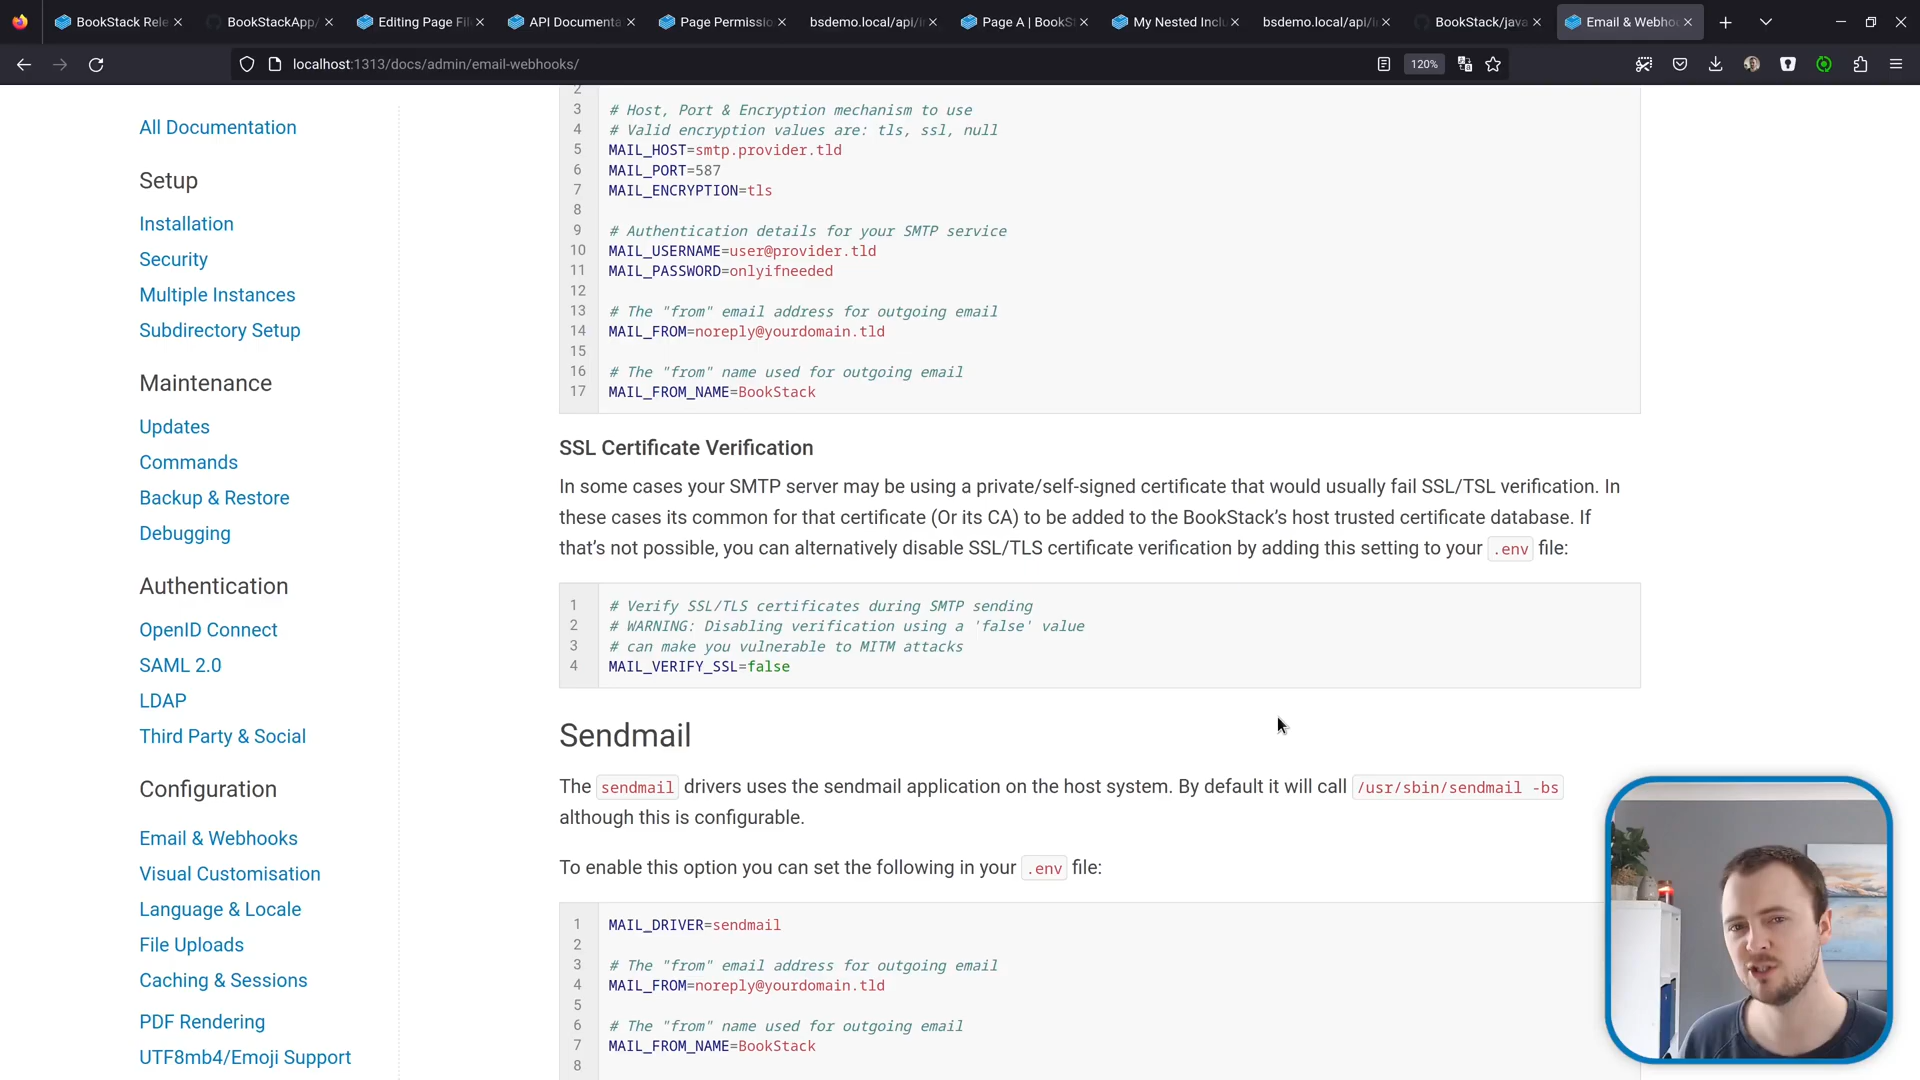 BookStack Rele
BookStackApp/
Editing Page Fil
API Documenta
Page Permissio
bsdemo.local/api/
Page A | BookS
My Nested Inclu
bsdemo.local/api/
BookStack/java
Email & Webho
localhost:1313/docs/admin/email-webhooks/
120%
All Documentation
Setup
Installation
Security
Multiple Instances
Subdirectory Setup
Maintenance
Updates
Commands
Backup & Restore
Debugging
Authentication
OpenID Connect
SAML 2.0
LDAP
Third Party & Social
Configuration
Email & Webhooks
Visual Customisation
Language & Locale
File Uploads
Caching & Sessions
PDF Rendering
UTF8mb4/Emoji Support
2
3 # Host, Port & Encryption mechanism to use
4 # Valid encryption values are: tls, ssl, null
5 MAIL_HOST=smtp.provider.tld
6 MAIL_PORT=587
7 MAIL_ENCRYPTION=tls
8
9 # Authentication details for your SMTP service
10 MAIL_USERNAME=user@provider.tld
11 MAIL_PASSWORD=onlyifneeded
12
13 # The "from" email address for outgoing email
14 MAIL_FROM=noreply@yourdomain.tld
15
16 # The "from" name used for outgoing email
17 MAIL_FROM_NAME=BookStack
SSL Certificate Verification
In some cases your SMTP server may be using a private/self-signed certificate that would usually fail SSL/TSL verification. In
these cases its common for that certificate (Or its CA) to be added to the BookStack's host trusted certificate database. If
that's not possible, you can alternatively disable SSL/TLS certificate verification by adding this setting to your .env file:
1 # Verify SSL/TLS certificates during SMTP sending
2 # WARNING: Disabling verification using a 'false' value
3 # can make you vulnerable to MITM attacks
4 MAIL_VERIFY_SSL=false
Sendmail
The sendmail drivers uses the sendmail application on the host system. By default it will call /usr/sbin/sendmail -bs
although this is configurable.
To enable this option you can set the following in your .env file:
1 MAIL_DRIVER=sendmail
2
3 # The "from" email address for outgoing email
4 MAIL_FROM=noreply@yourdomain.tld
5
6 # The "from" name used for outgoing email
7 MAIL_FROM_NAME=BookStack
8